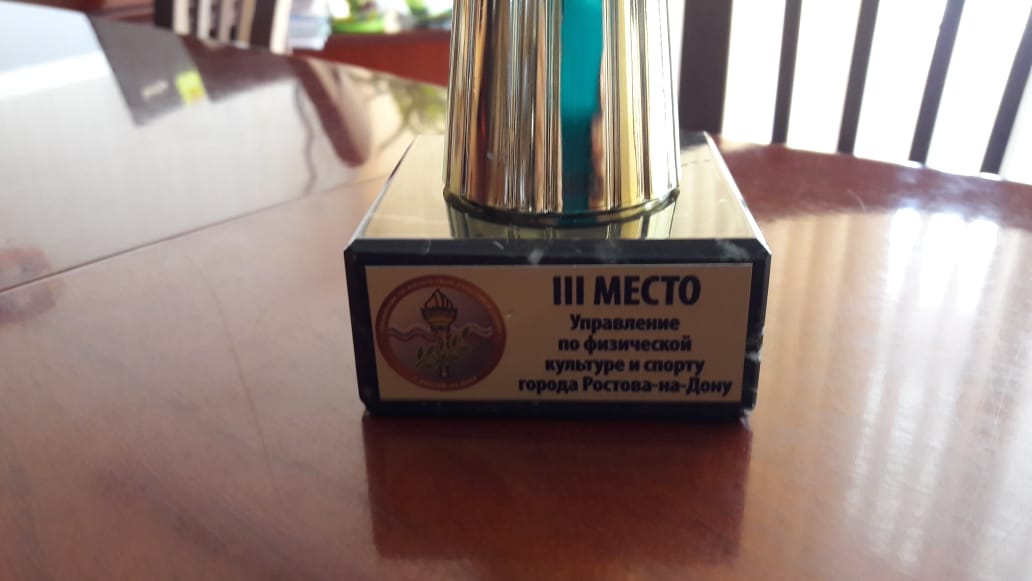 III МЕСТО
Управление
по физической
культуре и спорту
города Ростова-на-Дону